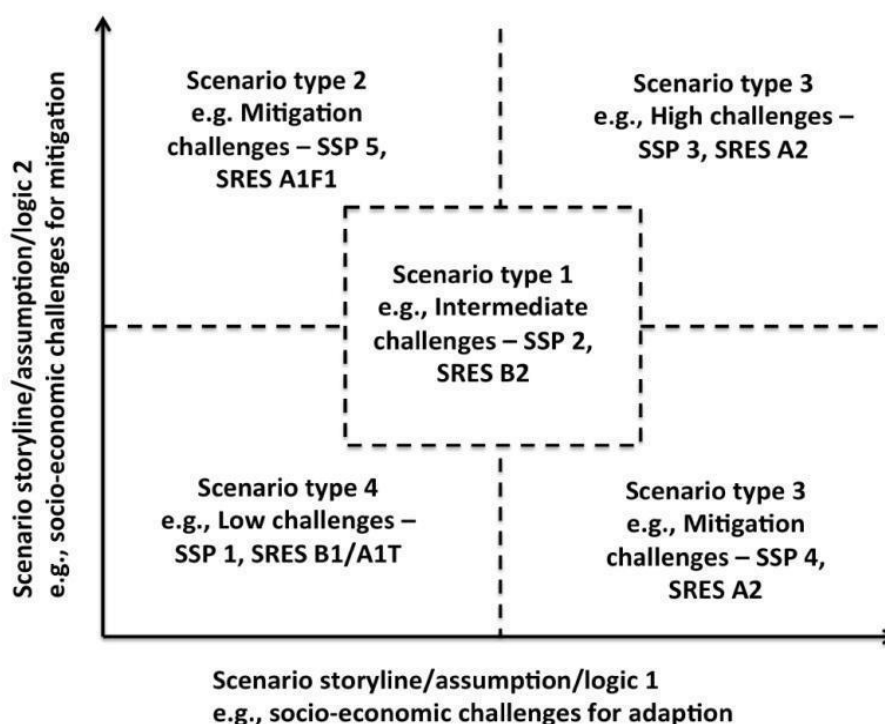 Scenario storyline/assumption/logic 2
e.g., socio-economic challenges for mitigation
Scenario type 2
e.g. Mitigation
challenges – SSP 5,
SRES A1F1
Scenario type 3
e.g., High challenges –
SSP 3, SRES A2
Scenario type 1
e.g., Intermediate
challenges – SSP 2,
SRES B2
Scenario type 4
e.g., Low challenges –
SSP 1, SRES B1/A1T
Scenario type 3
e.g., Mitigation
challenges – SSP 4,
SRES A2
Scenario storyline/assumption/logic 1
e.g., socio-economic challenges for adaption